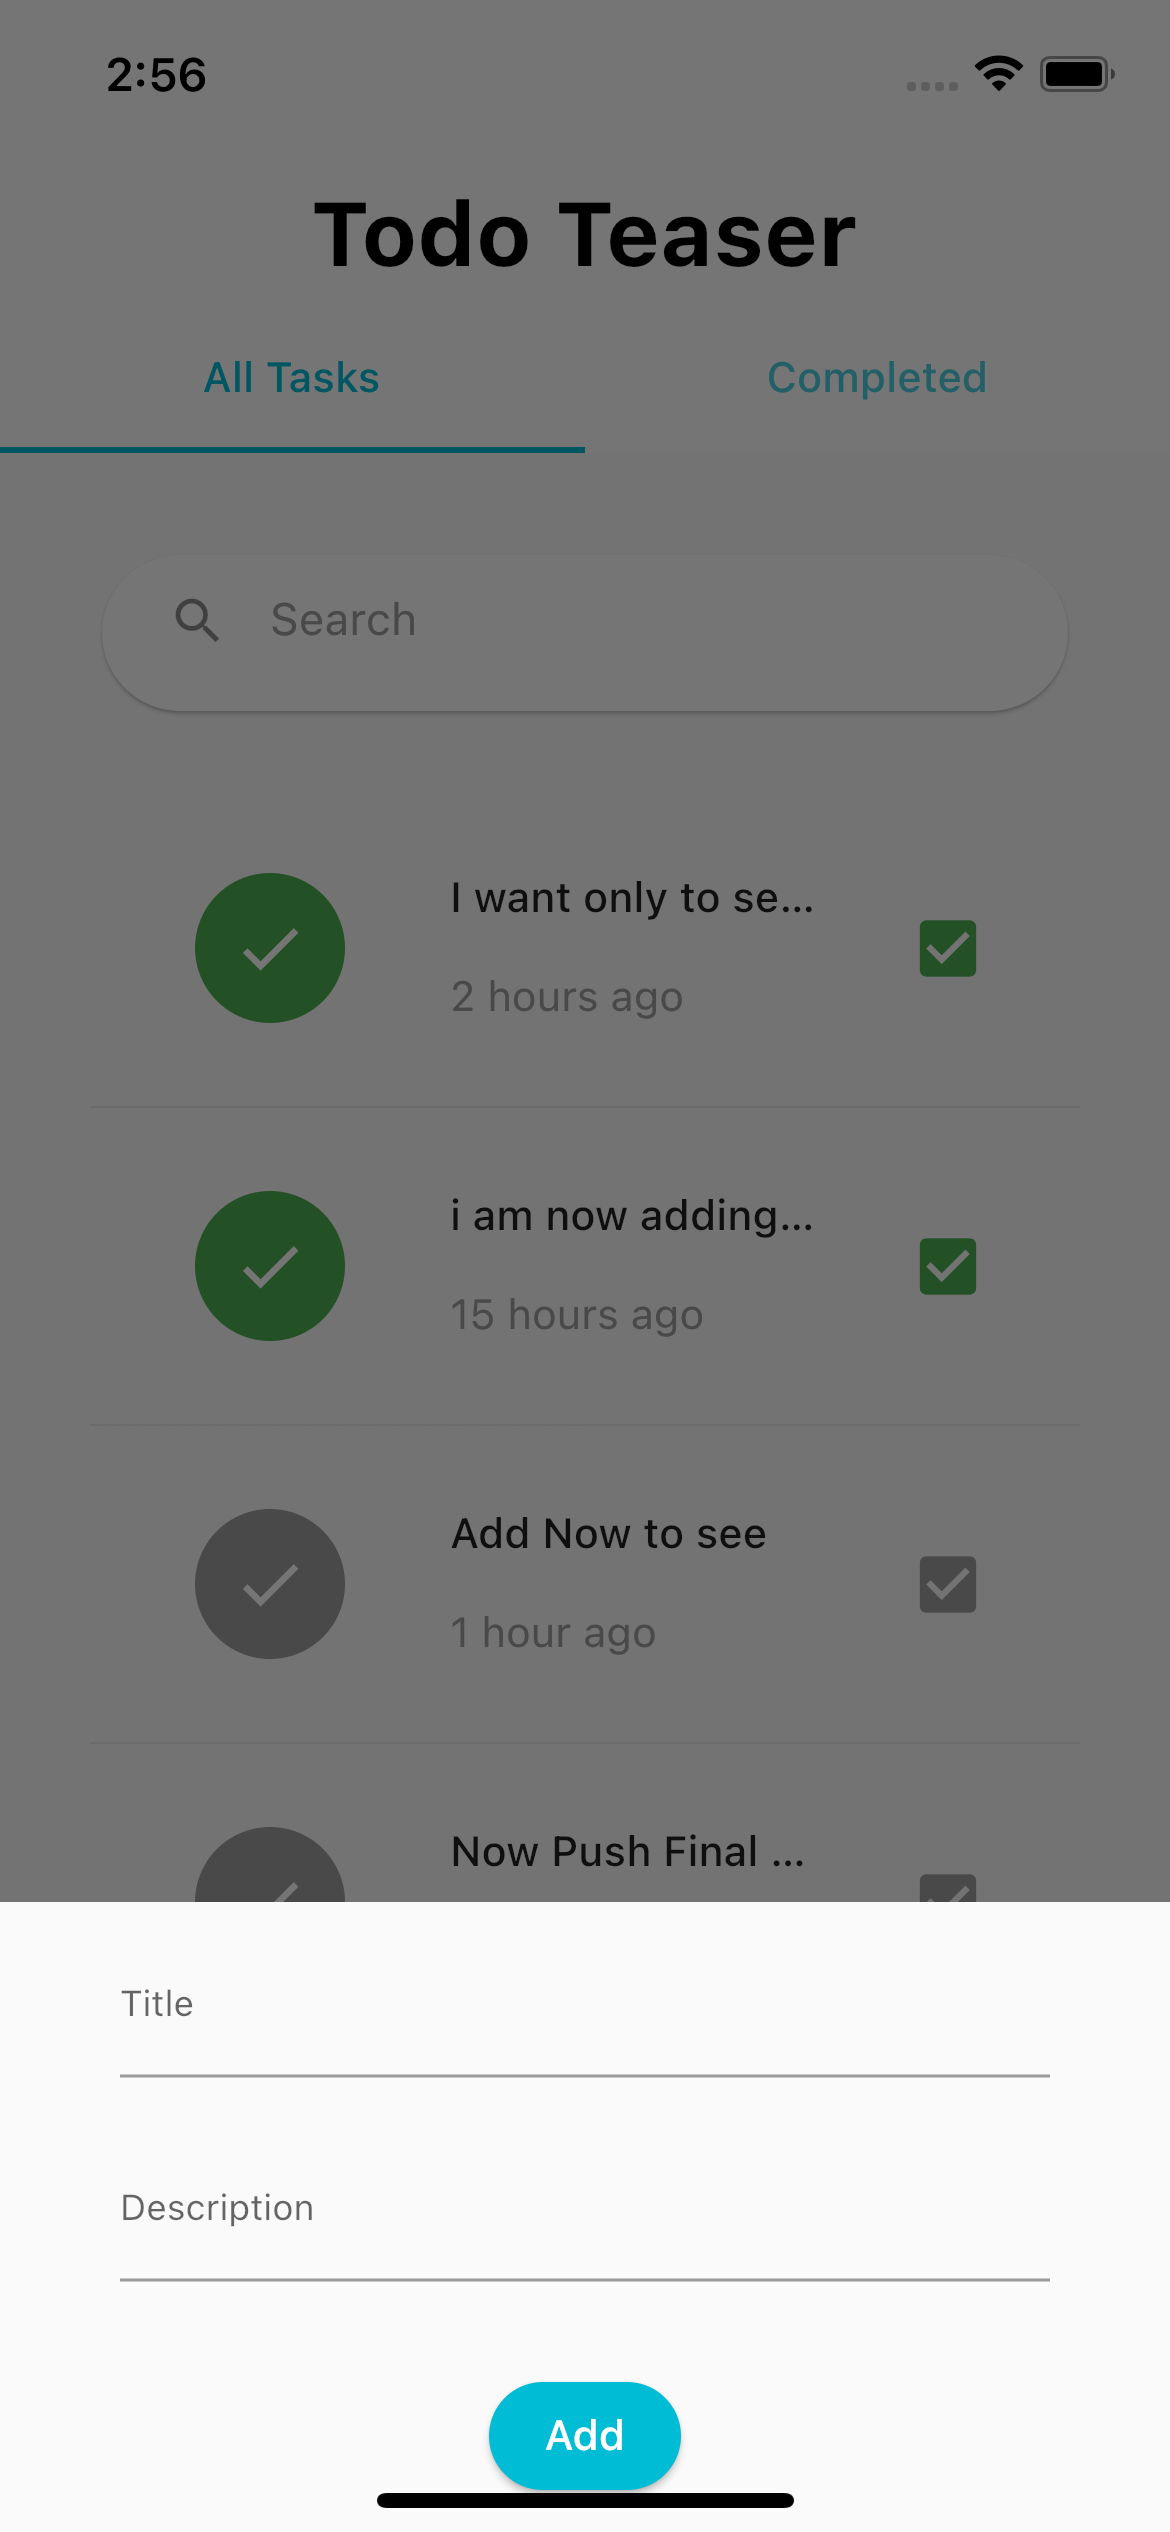 2:56
Todo Teaser
All Tasks
Completed
Search
I want only to se...
2 hours ago
i am now adding...
15 hours ago
Add Now to see
1 hour ago
Now Push Final ...
Title
Description
Add